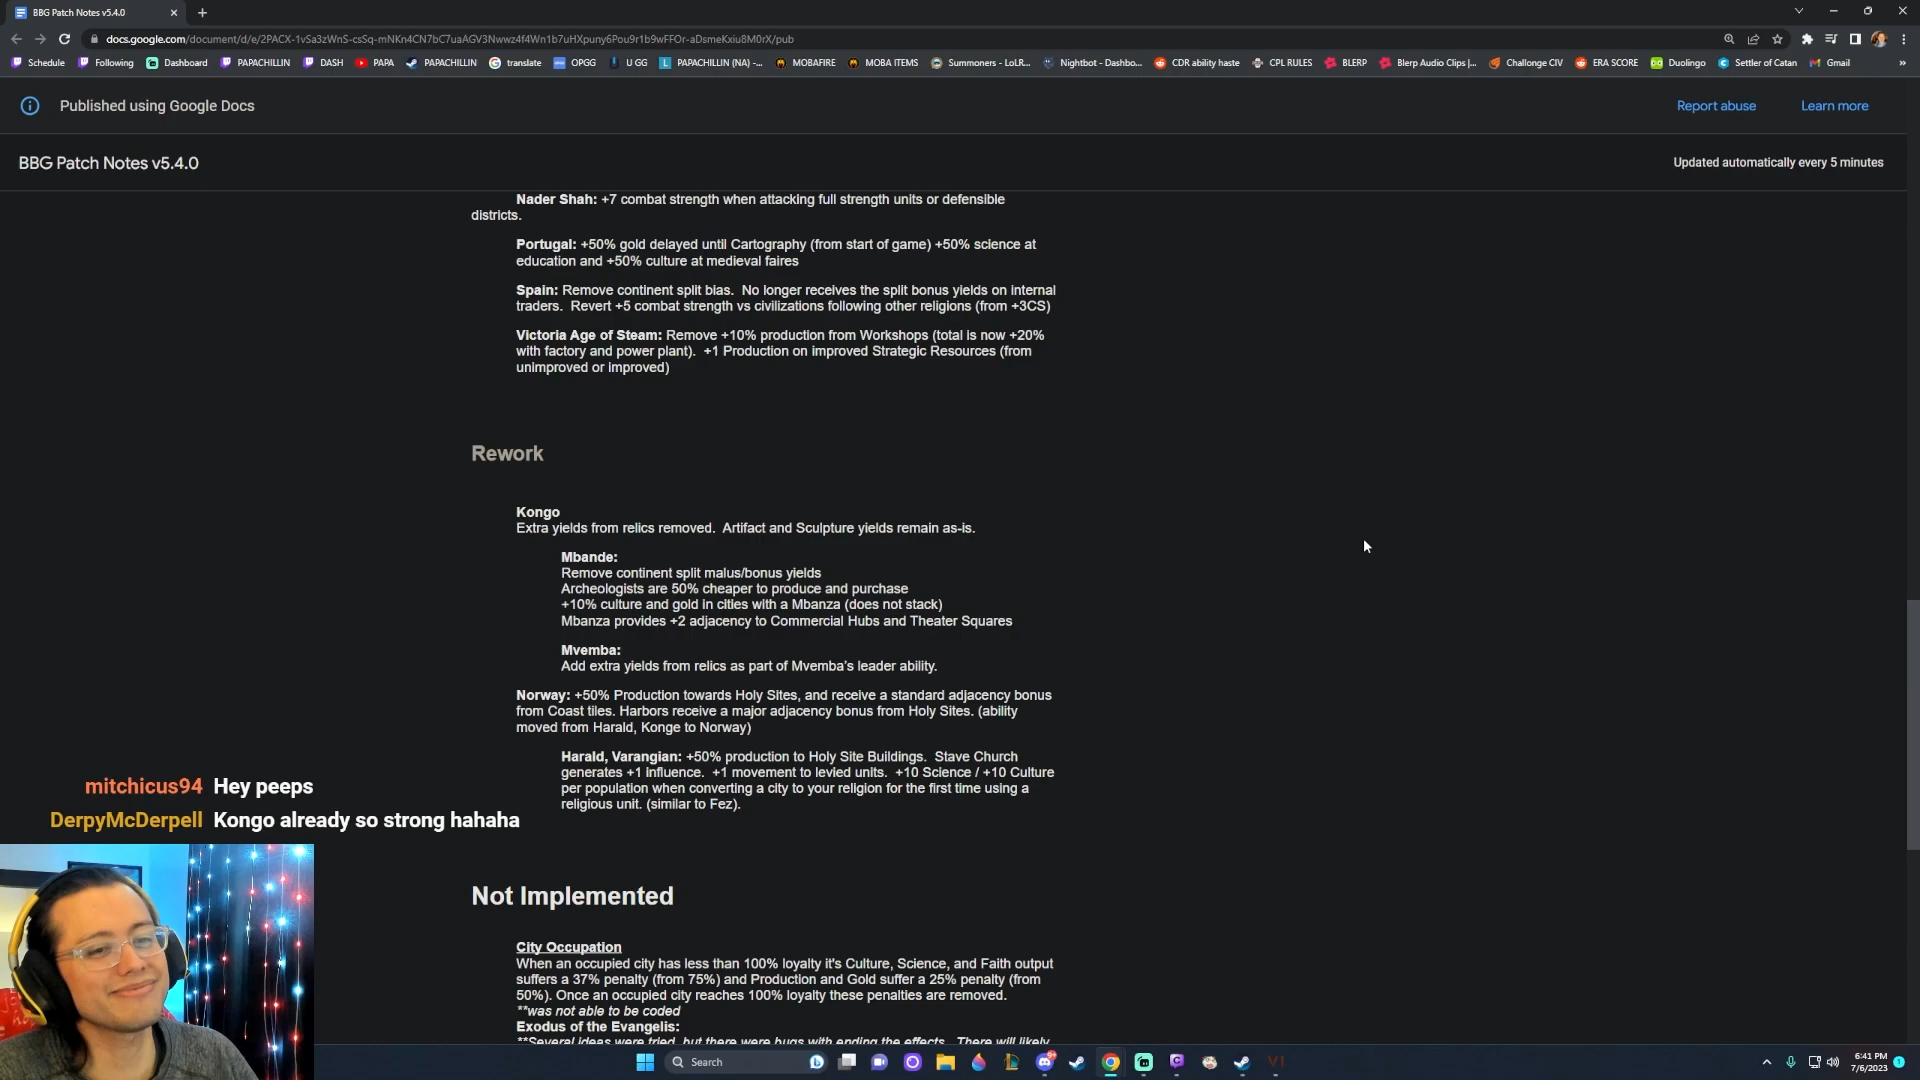 BBG Patch Notes v5.4.0
docs.google.com/document/d/e/2PACX-1vSa3zWnS-csSq-mNKn4CN7bC7uaAGV3Nwwz4f4Wn1b7uHXpuny6Pou9r1b9wFFOr-aDsmeKxiu8M0rX/pub
Schedule Following Dashboard PAPACHILLIN DASH PAPA PAPACHILLIN translate OPGG U GG PAPACHILLIN (NA) -... MOBAFIRE MOBA ITEMS Summoners - LoLR... Nightbot - Dashbo... CDR ability haste CPL RULES BLERP Blerp Audio Clips |... Challonge CIV ERA SCORE Duolingo Settler of Catan Gmail »
Published using Google Docs Report abuse Learn more
BBG Patch Notes v5.4.0 Updated automatically every 5 minutes
Nader Shah: +7 combat strength when attacking full strength units or defensible
districts.
Portugal: +50% gold delayed until Cartography (from start of game) +50% science at
education and +50% culture at medieval faires
Spain: Remove continent split bias. No longer receives the split bonus yields on internal
traders. Revert +5 combat strength vs civilizations following other religions (from +3CS)
Victoria Age of Steam: Remove +10% production from Workshops (total is now +20%
with factory and power plant). +1 Production on improved Strategic Resources (from
unimproved or improved)
Rework
Kongo
Extra yields from relics removed. Artifact and Sculpture yields remain as-is.
Mbande:
Remove continent split malus/bonus yields
Archeologists are 50% cheaper to produce and purchase
+10% culture and gold in cities with a Mbanza (does not stack)
Mbanza provides +2 adjacency to Commercial Hubs and Theater Squares
Mvemba:
Add extra yields from relics as part of Mvemba's leader ability.
Norway: +50% Production towards Holy Sites, and receive a standard adjacency bonus
from Coast tiles. Harbors receive a major adjacency bonus from Holy Sites. (ability
moved from Harald, Konge to Norway)
Harald, Varangian: +50% production to Holy Site Buildings. Stave Church
generates +1 Influence. +1 movement to levied units. +10 Science / +10 Culture
per population when converting a city to your religion for the first time using a
religious unit. (similar to Fez).
mitchicus94 Hey peeps
DerpyMcDerpell Kongo already so strong hahaha
Not Implemented
City Occupation
When an occupied city has less than 100% loyalty it's Culture, Science, and Faith output
suffers a 37% penalty (from 75%) and Production and Gold suffer a 25% penalty (from
50%). Once an occupied city reaches 100% loyalty these penalties are removed.
**was not able to be coded
Exodus of the Evangelis:
**Several ideas were tried, but there were bugs with ending the effects. There will likely
Search
6:41 PM
7/6/2023